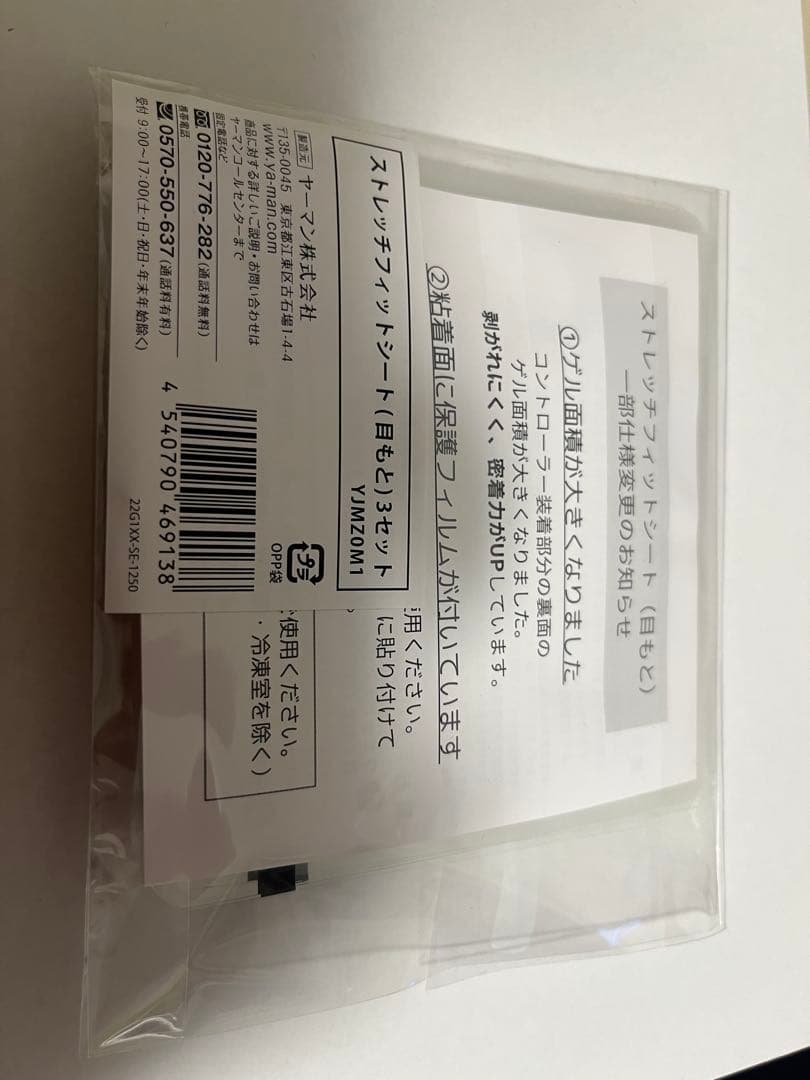 ストレッチフィットシート（目もと）
一部仕様変更のお知らせ
①ゲル面積が大きくなりました
コントローラー装着部分の裏面の
ゲル面積が大きくなりました。
剥がれにくく、密着力がUPしています。
②粘着面に保護フィルムが付いています
用ください。
に貼り付けて
使用ください。
・冷凍室を除く）
ストレッチフィットシート(目もと)3セット
YJMZ0M1
製造元 ヤーマン株式会社
〒135-0045 東京都江東区古石場1-4-4
www.ya-man.com
商品に対する詳しいご説明・お問い合わせは
ヤーマンコールセンターまで
固定電話など
0120-776-282(通話料無料)
携帯電話
0570-550-637(通話料有料)
受付 9:00～17:00(土・日・祝日・年末年始除く)
プラ
OPP袋
4 540790 469138
22G1XX-SE-1250